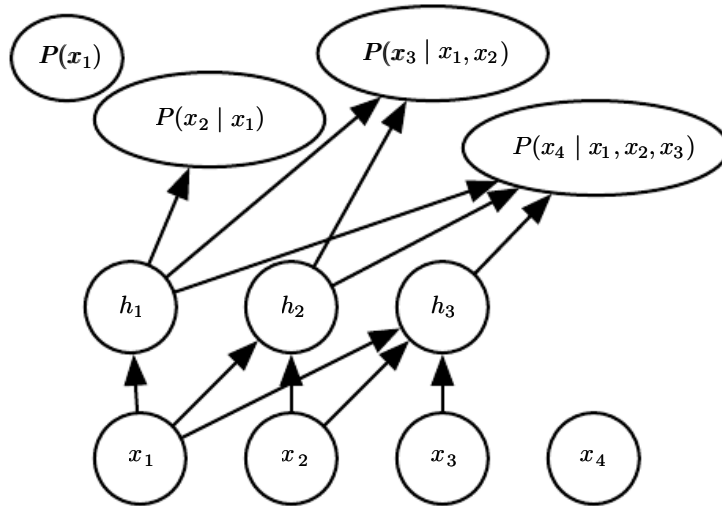 P(x₁)
P(x₃ | x₁, x₂)
P(x₂ | x₁)
P(x₄ | x₁, x₂, x₃)
h₁
h₂
h₃
x₁
x₂
x₃
x₄